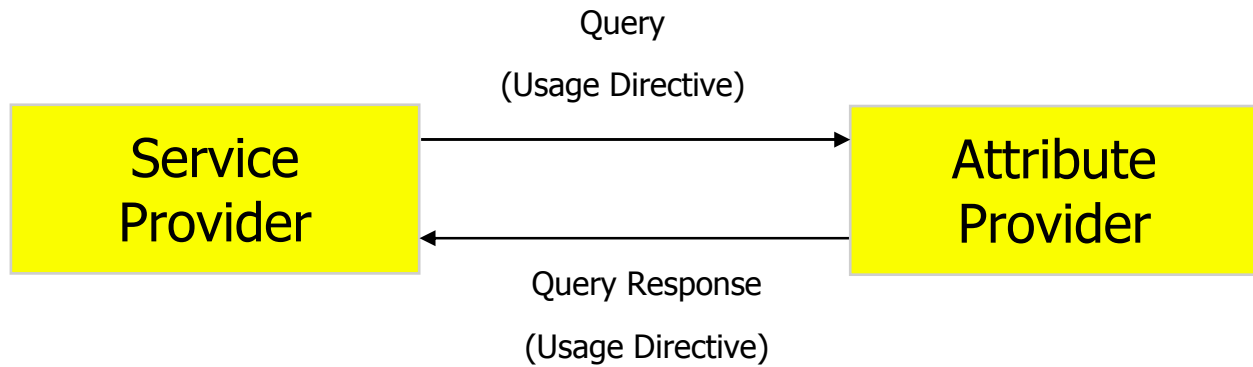 Query
(Usage Directive)
Service
Provider
Attribute
Provider
Query Response
(Usage Directive)